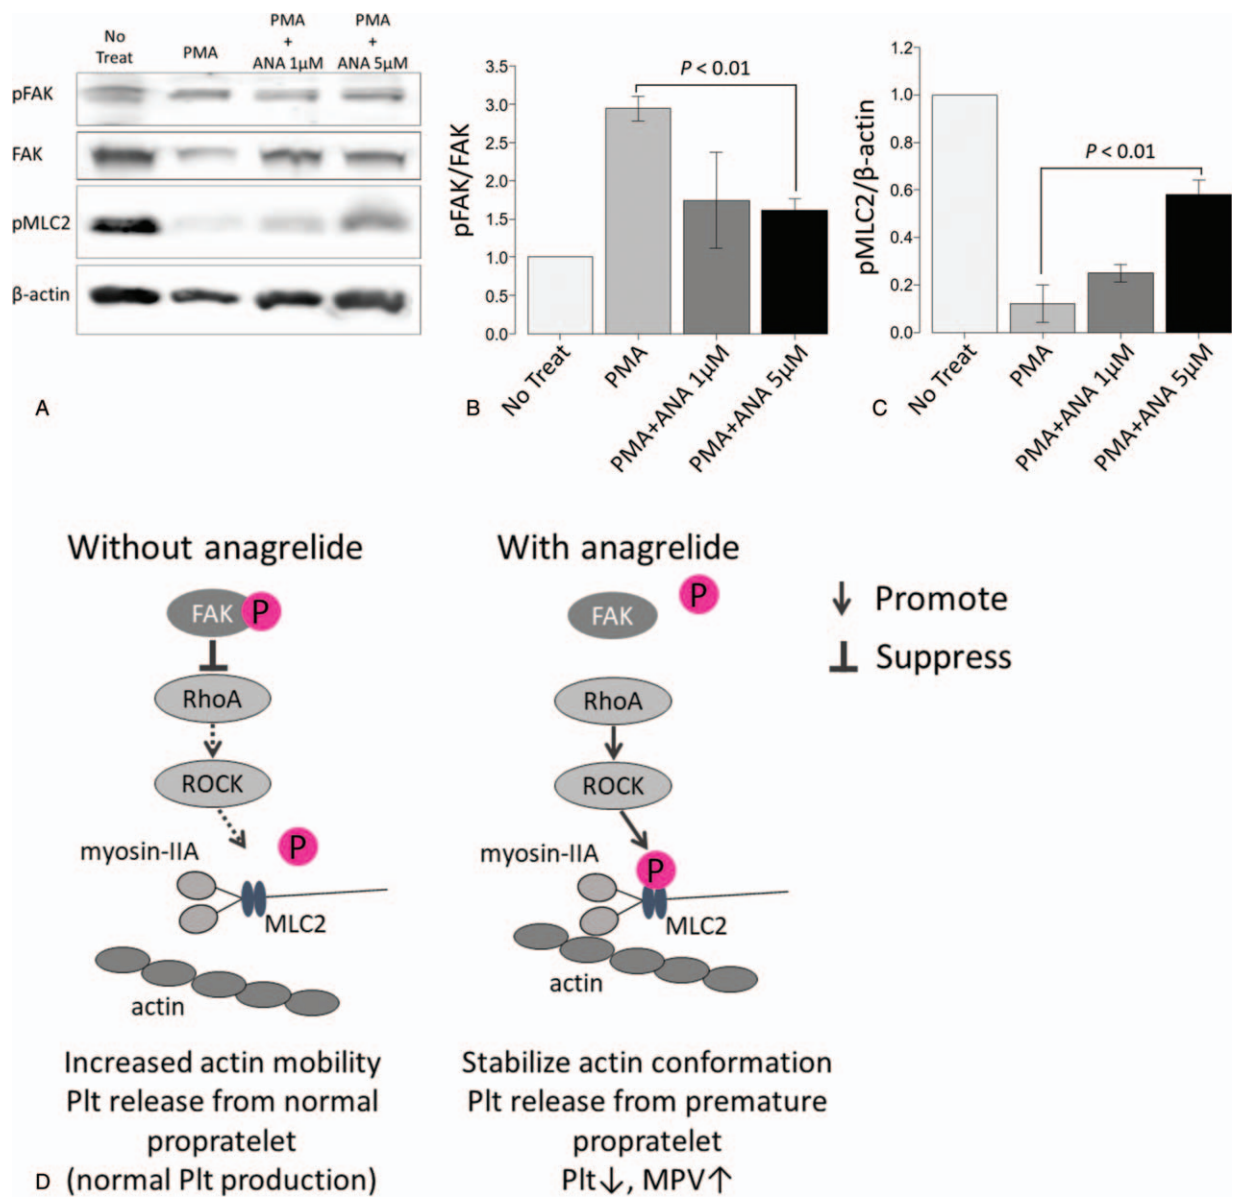 No
Treat
PMA
PMA
+
ANA 1μM
PMA
+
ANA 5μM
pFAK
FAK
pMLC2
β-actin
A
pFAK/FAK
3.5
3.0
2.5
2.0
1.5
1.0
0.5
0.0
P < 0.01
No Treat
PMA
PMA+ANA 1μM
PMA+ANA 5μM
B
pMLC2/β-actin
1.2
1.0
0.8
0.6
0.4
0.2
0.0
P < 0.01
No Treat
PMA
PMA+ANA 1μM
PMA+ANA 5μM
C
Without anagrelide
FAK P
RhoA
ROCK
P
myosin-IIA
MLC2
actin
Increased actin mobility
Plt release from normal
propratelet
(normal Plt production)
With anagrelide
P
FAK
RhoA
ROCK
myosin-IIA
P
MLC2
actin
Stabilize actin conformation
Plt release from premature
propratelet
Plt↓, MPV↑
Promote
Suppress
D